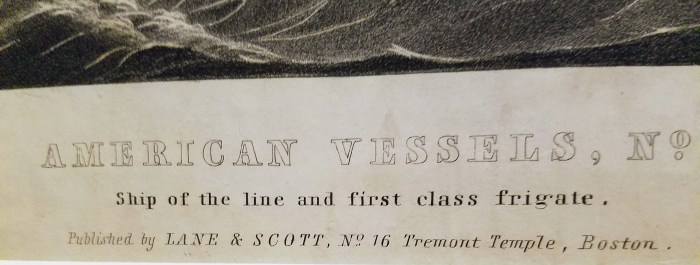 AMERICAN VESSELS, Nº
Ship of the line and first class frigate.
Published by LANE & SCOTT, Nº 16 Tremont Temple, Boston.